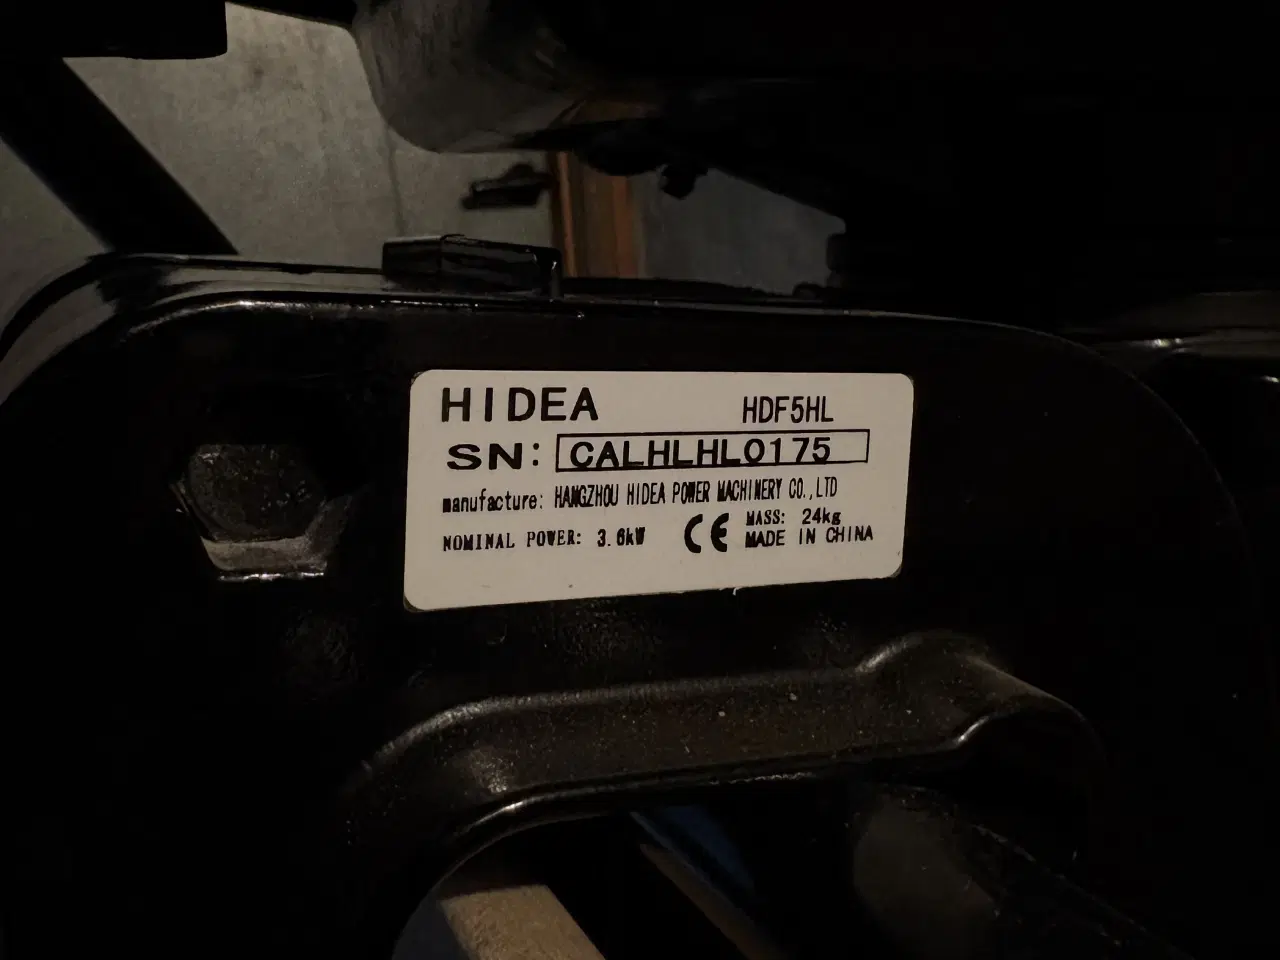 HIDEA HDF5HL
SN: CALHLHL0175
manufacture: HANGZHOU HIDEA POWER MACHINERY CO.,LTD
NOMINAL POWER: 3.6kW CE MASS: 24kg
MADE IN CHINA